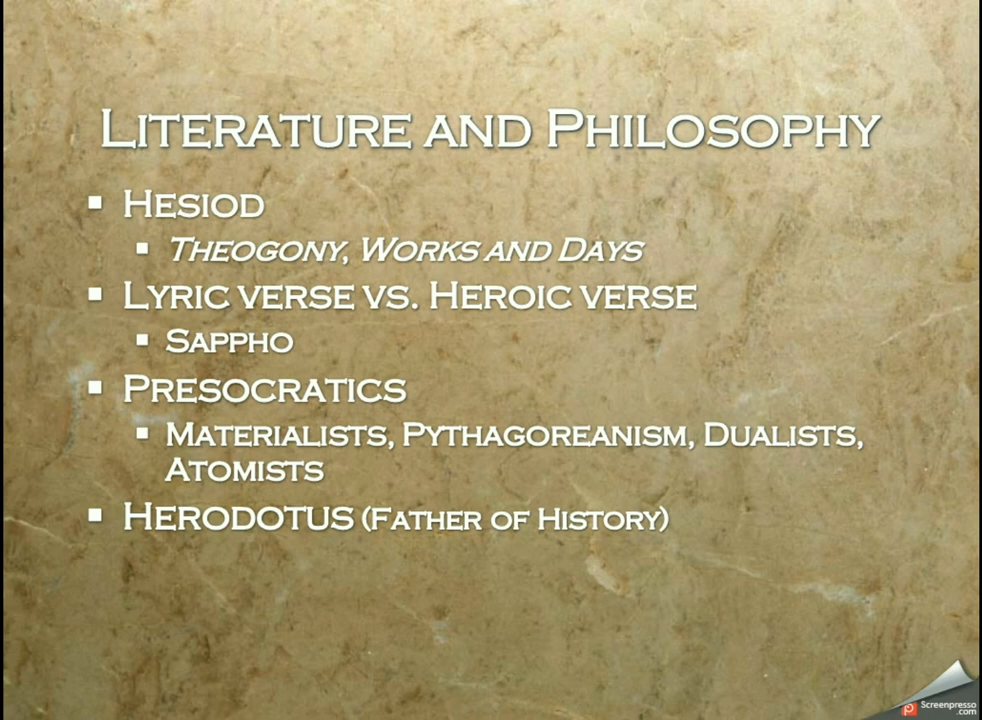 Literature and Philosophy
▪ Hesiod
▪ Theogony, Works and Days
▪ Lyric verse vs. Heroic verse
▪ Sappho
▪ Presocratics
▪ Materialists, Pythagoreanism, Dualists,
Atomists
▪ Herodotus (Father of History)
Screenpresso
.com